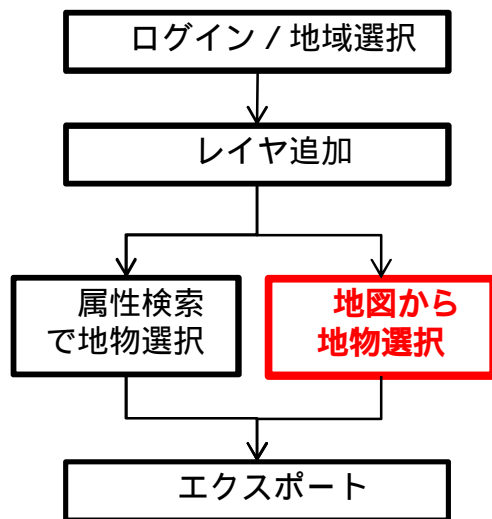 ログイン / 地域選択
レイヤ追加
属性検索
で地物選択
地図から
地物選択
エクスポート